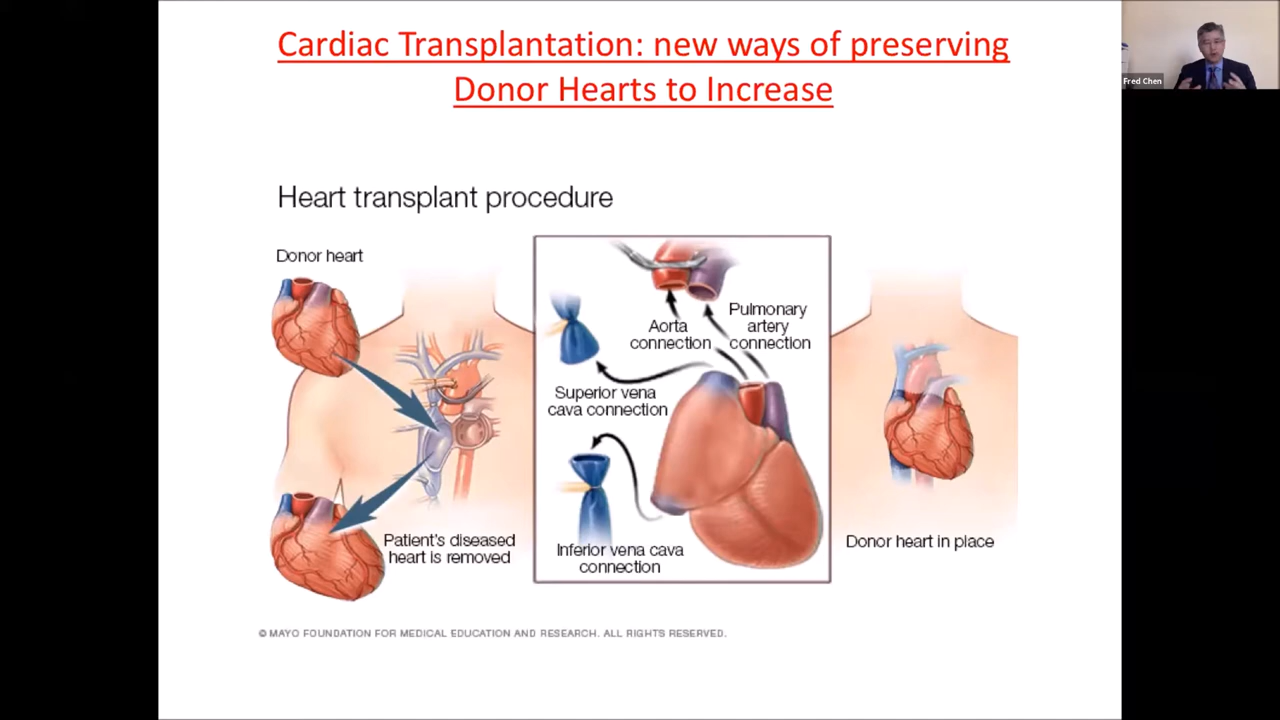 Cardiac Transplantation: new ways of preserving
Donor Hearts to Increase
Fred Chen
Heart transplant procedure
Donor heart
Patient's diseased
heart is removed
Aorta
connection
Pulmonary
artery
connection
Superior vena
cava connection
Inferior vena cava
connection
Donor heart in place
© MAYO FOUNDATION FOR MEDICAL EDUCATION AND RESEARCH. ALL RIGHTS RESERVED.